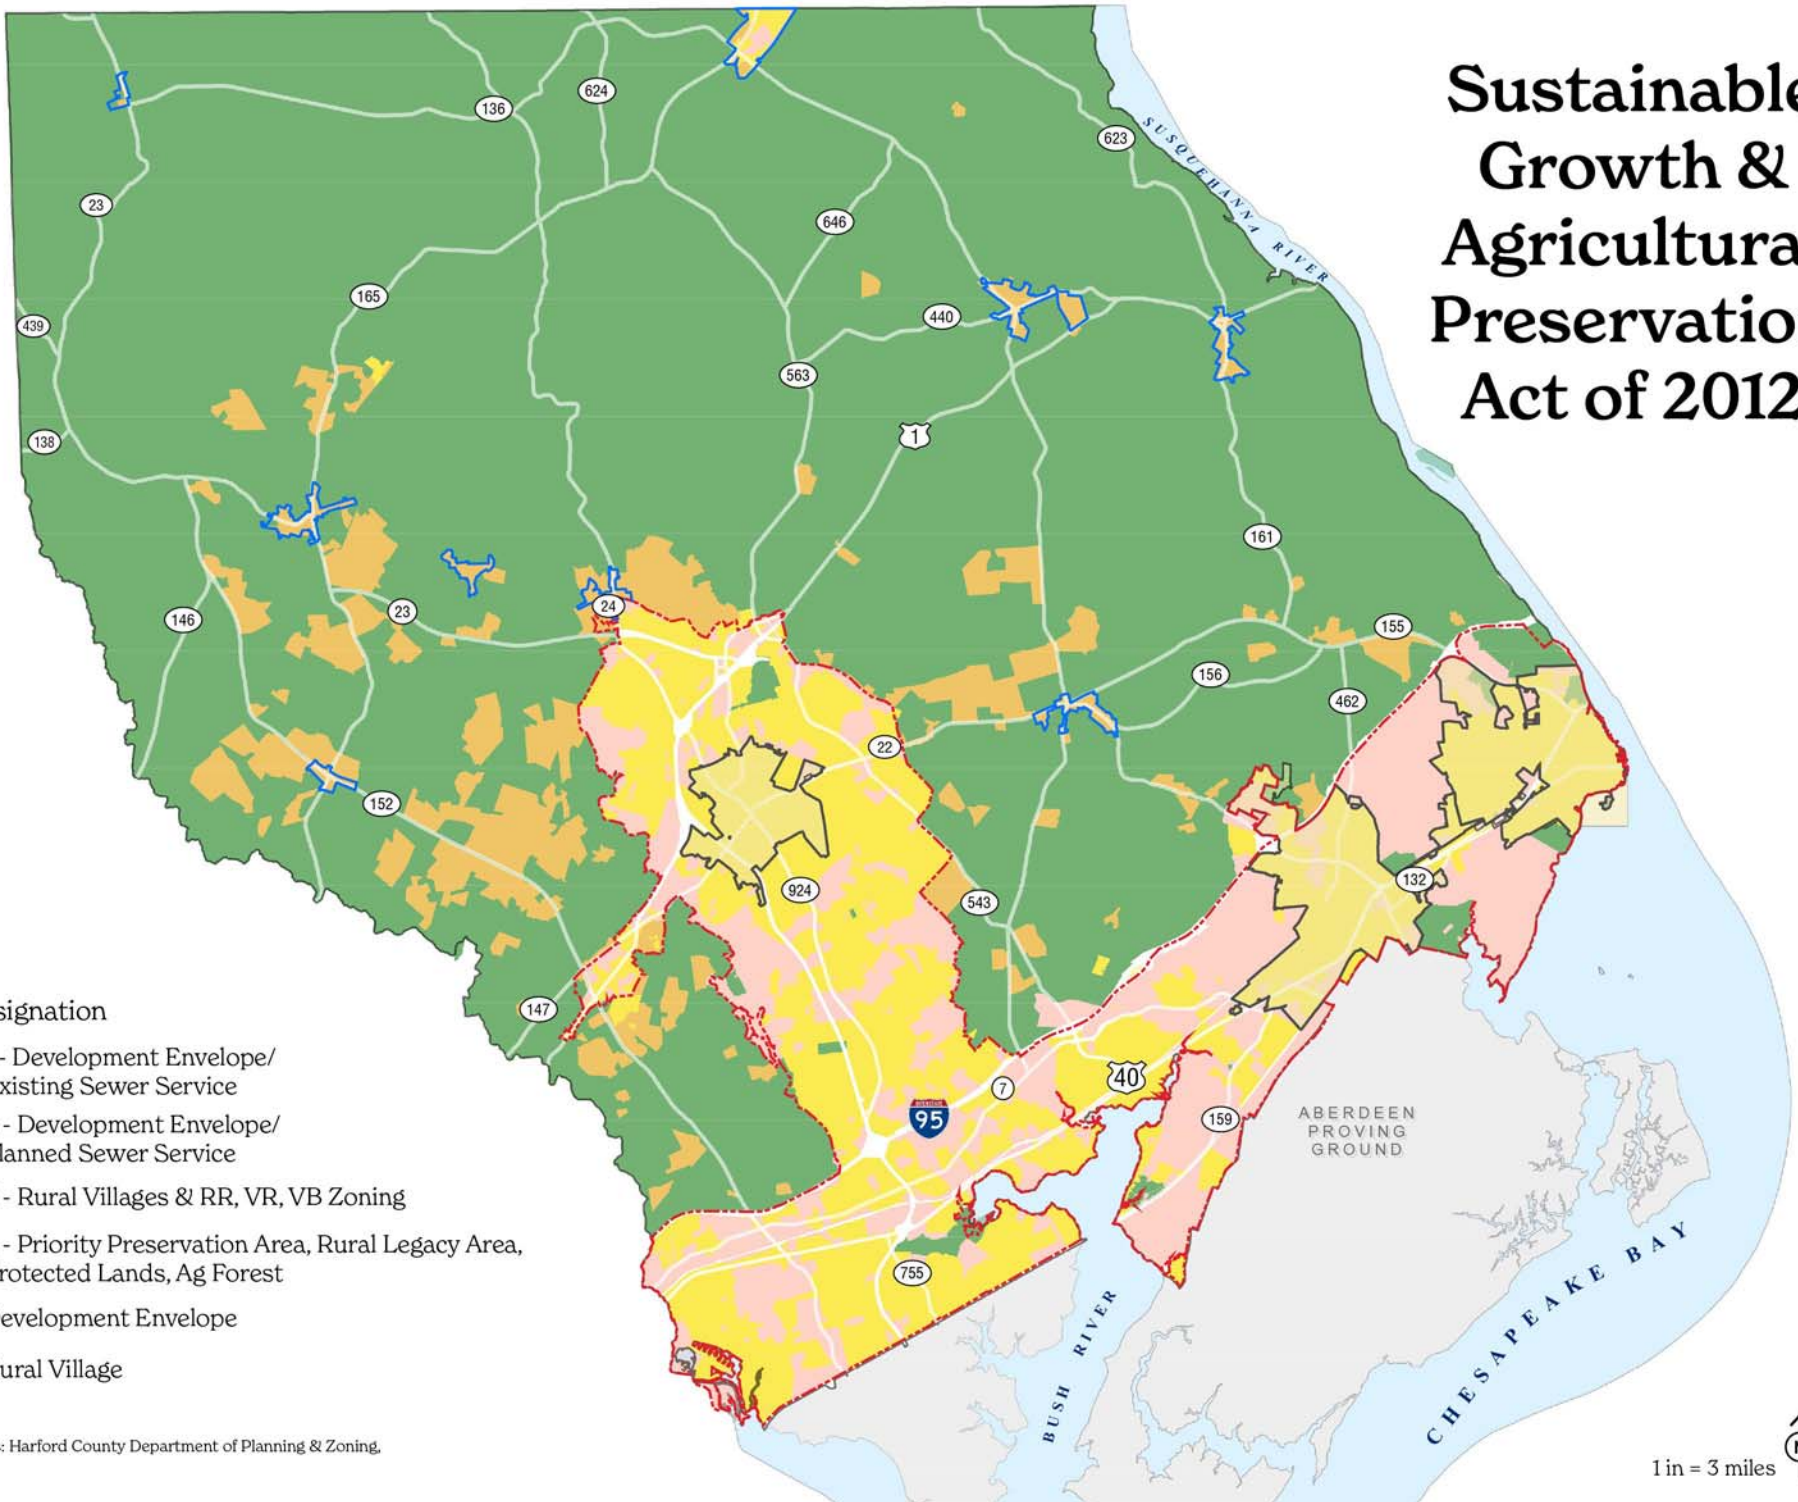 Sustainable
Growth &
Agricultura
Preservatio
Act of 2012
136
624
623
SUSQUEHANNA RIVER
23
646
165
439
440
563
138
1
161
146
23
24
155
156
462
22
152
924
132
543
147
signation
- Development Envelope/
xisting Sewer Service
- Development Envelope/
lanned Sewer Service
- Rural Villages & RR, VR, VB Zoning
- Priority Preservation Area, Rural Legacy Area,
rotected Lands, Ag Forest
evelopment Envelope
ural Village
7
40
95
159
ABERDEEN
PROVING
GROUND
755
BUSH RIVER
CHESAPEAKE BAY
: Harford County Department of Planning & Zoning,
1 in = 3 miles